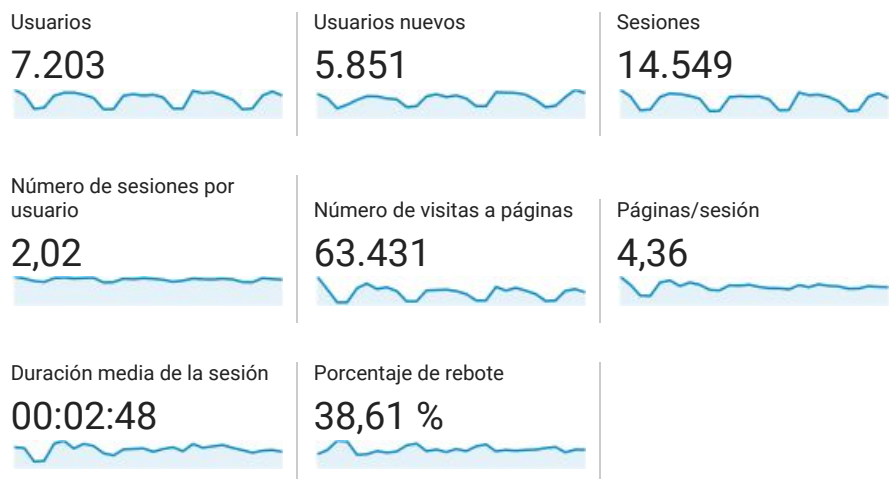 Usuarios
7.203
Usuarios nuevos
5.851
Sesiones
14.549
Número de sesiones por
usuario
2,02
Número de visitas a páginas
63.431
Páginas/sesión
4,36
Duración media de la sesión
00:02:48
Porcentaje de rebote
38,61 %